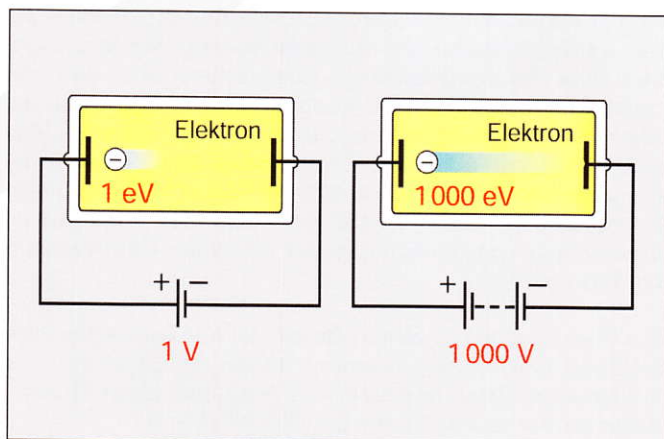 Elektron
−
1 eV
+ −
1 V
Elektron
−
1000 eV
+ −
1000 V